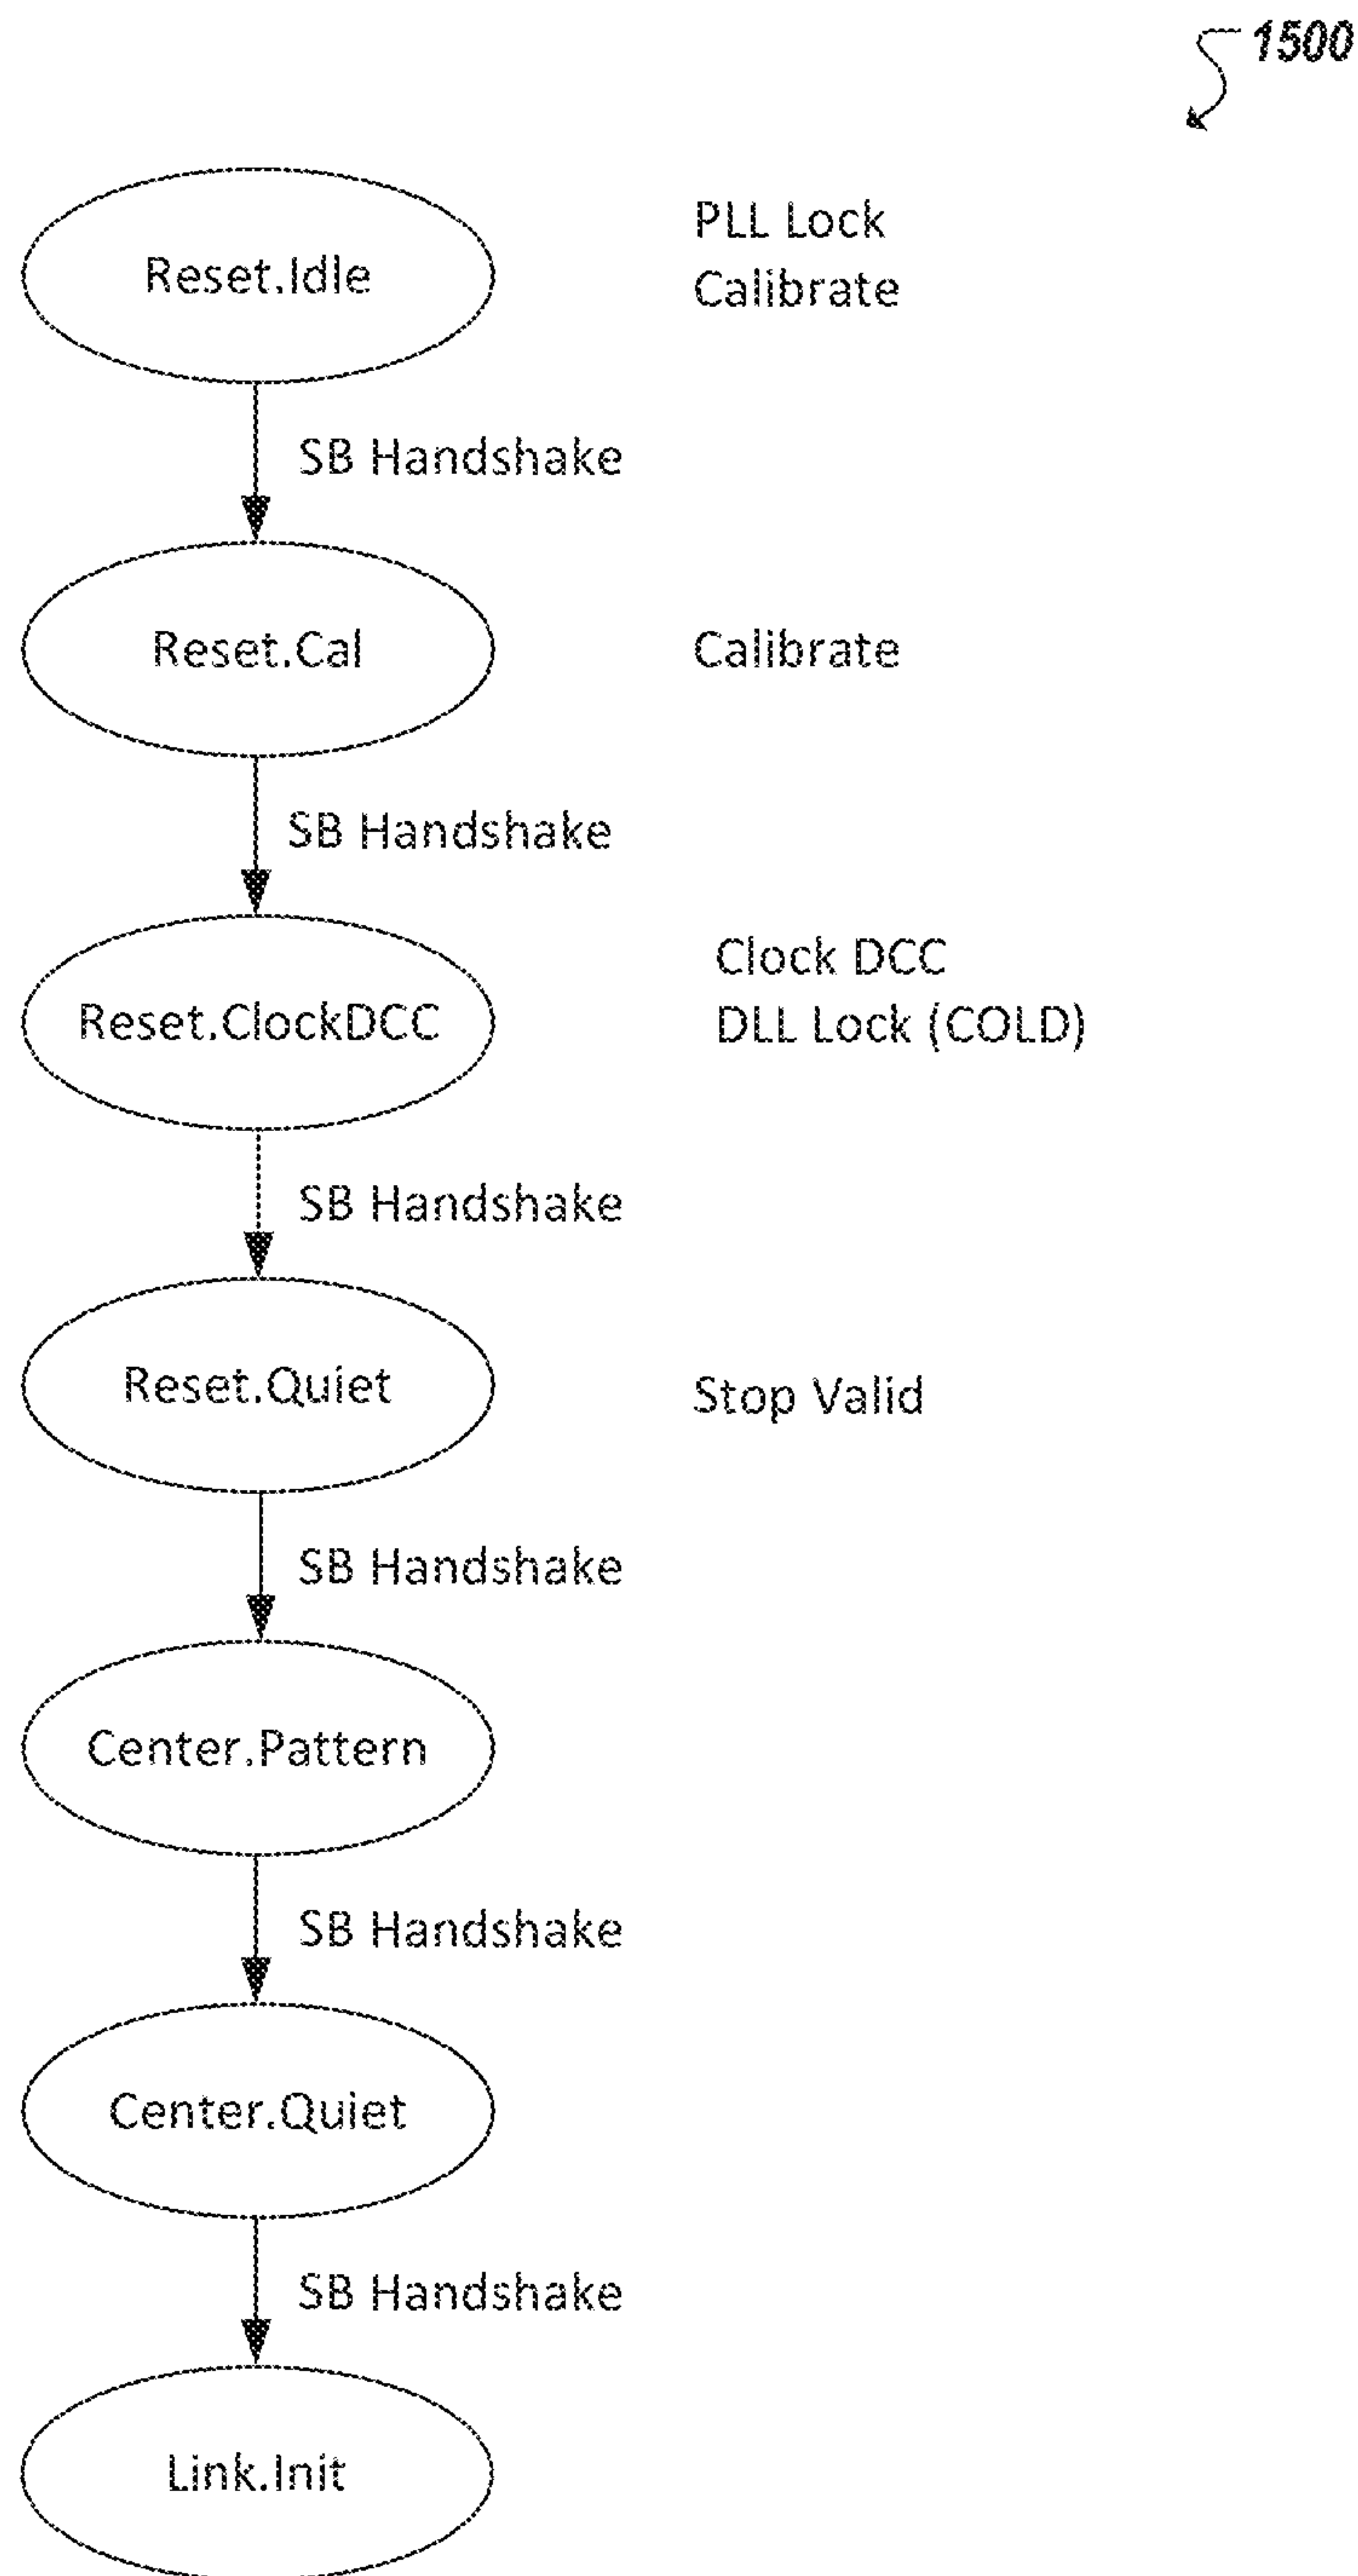 1500
Reset.Idle
PLL Lock
Calibrate
SB Handshake
Reset.Cal
Calibrate
SB Handshake
Reset.ClockDCC
Clock DCC
DLL Lock (COLD)
SB Handshake
Reset.Quiet
Stop Valid
SB Handshake
Center.Pattern
SB Handshake
Center.Quiet
SB Handshake
Link.Init